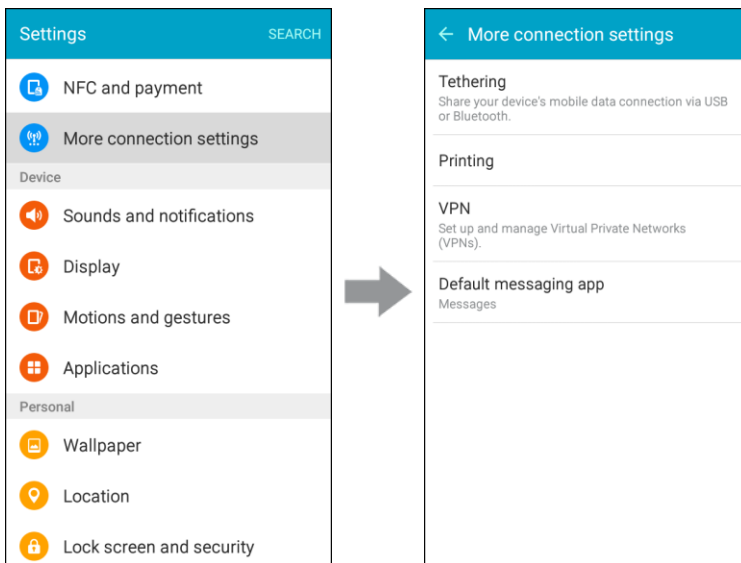 Settings
SEARCH
NFC and payment
More connection settings
Device
Sounds and notifications
Display
Motions and gestures
Applications
Personal
Wallpaper
Location
Lock screen and security
More connection settings
Tethering
Share your device's mobile data connection via USB
or Bluetooth.
Printing
VPN
Set up and manage Virtual Private Networks
(VPNs).
Default messaging app
Messages